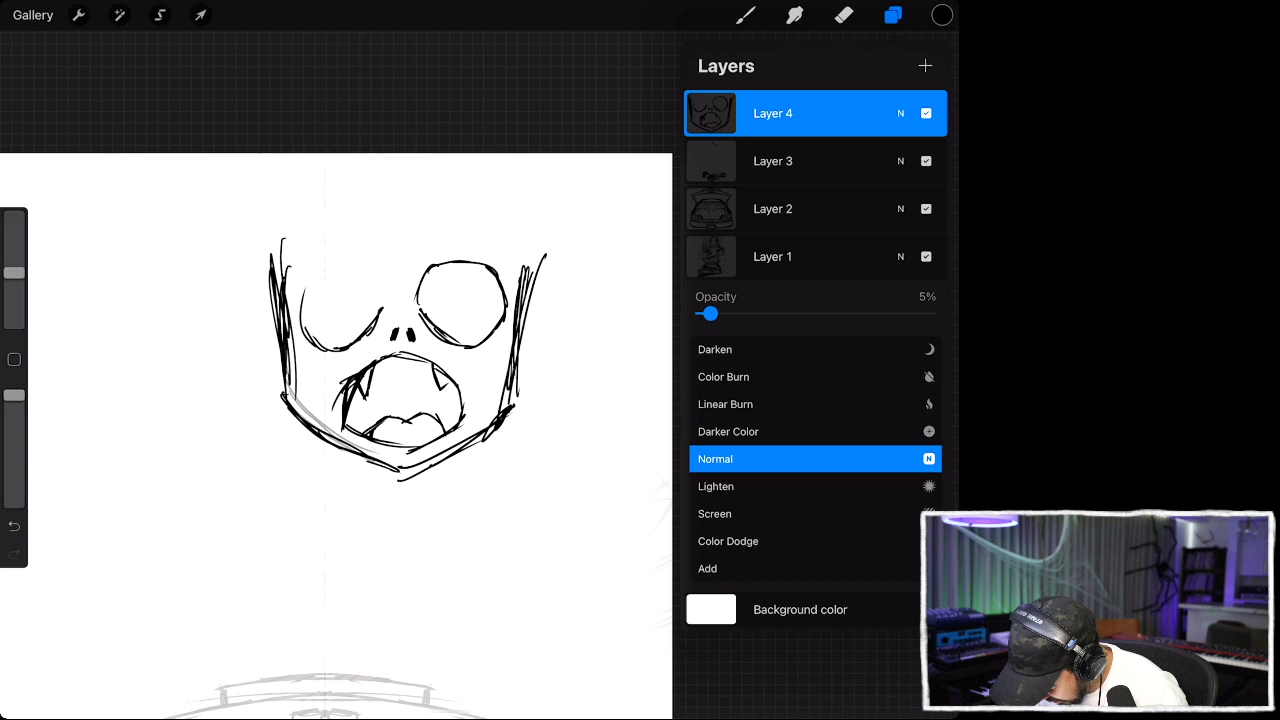 Gallery
Layers
Layer 4 N
Layer 3 N
Layer 2 N
Layer 1 N
Opacity 5%
Darken
Color Burn
Linear Burn
Darker Color
Normal N
Lighten
Screen
Color Dodge
Add
Background color